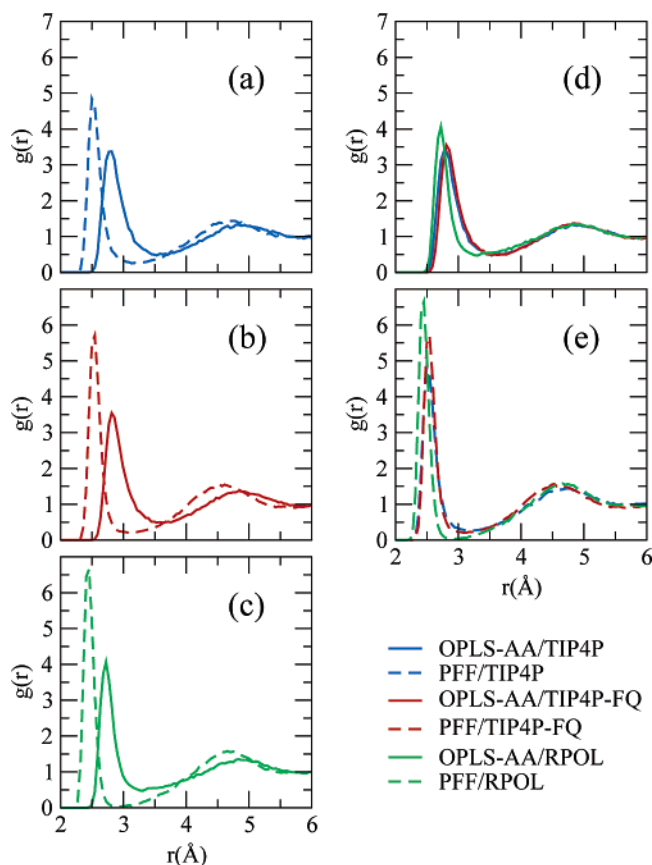 7
6
5
4
3
2
1
0
g(r)
(a)
7
6
5
4
3
2
1
0
g(r)
(d)
6
5
4
3
2
1
0
g(r)
(b)
6
5
4
3
2
1
0
g(r)
(e)
2 3 4 5 6
r(Å)
6
5
4
3
2
1
0
g(r)
(c)
2 3 4 5 6
r(Å)
OPLS-AA/TIP4P
PFF/TIP4P
OPLS-AA/TIP4P-FQ
PFF/TIP4P-FQ
OPLS-AA/RPOL
PFF/RPOL